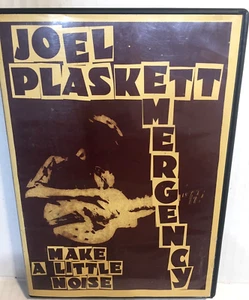 JOEL
PLASKETT
EMERGENCY
MAKE
A LITTLE
NOISE